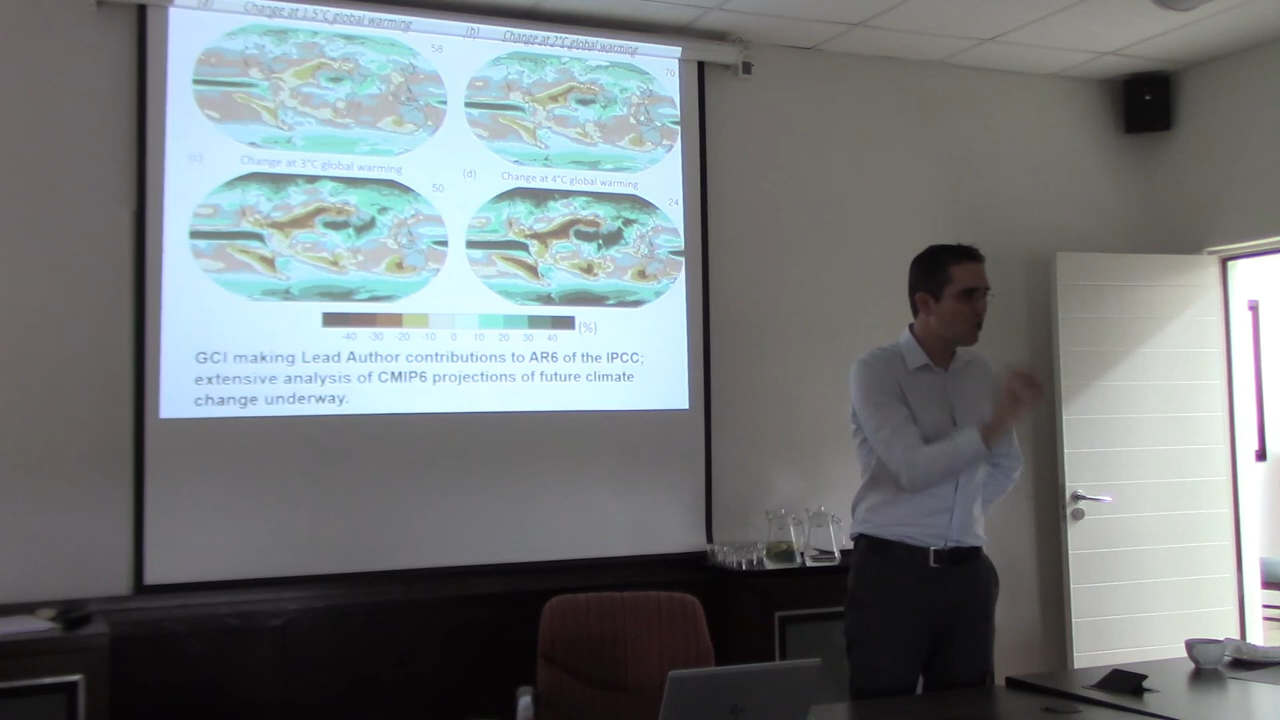 (a) Change at 1.5°C global warming
58
(b) Change at 2°C global warming
70
(c) Change at 3°C global warming
50
(d) Change at 4°C global warming
24
-40 -30 -20 -10 0 10 20 30 40 (%)
GCI making Lead Author contributions to AR6 of the IPCC;
extensive analysis of CMIP6 projections of future climate
change underway.